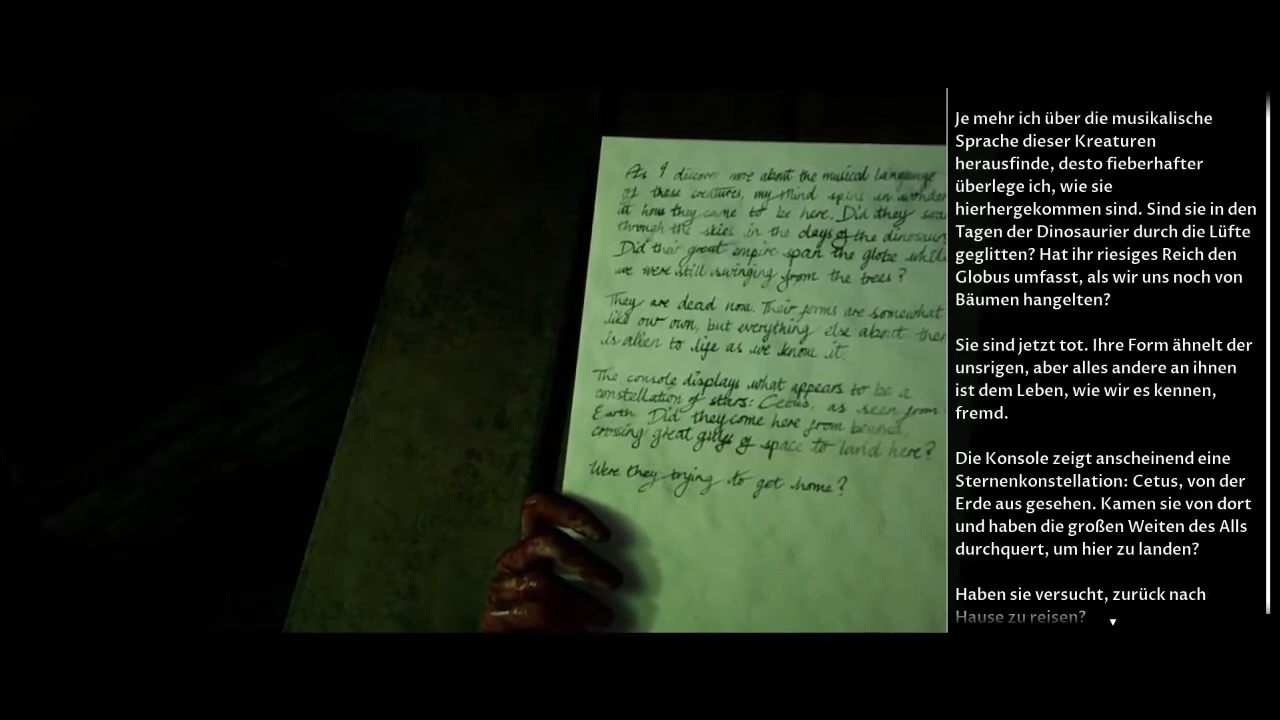 As I discover more about the musical language
of these creatures, my mind spins in wonder
at how they came to be here. Did they soar
through the skies in the days of the dinosaurs
Did their great empire span the globe while
we were still swinging from the trees?
They are dead now. Their forms are somewhat
like our own, but everything else about them
is alien to life as we know it.
The console displays what appears to be a
constellation of stars: Cetus, as seen from
Earth. Did they come here from beyond,
crossing great gulfs of space to land here?
Were they trying to get home?
Je mehr ich über die musikalische
Sprache dieser Kreaturen
herausfinde, desto fieberhafter
überlege ich, wie sie
hierhergekommen sind. Sind sie in den
Tagen der Dinosaurier durch die Lüfte
geglitten? Hat ihr riesiges Reich den
Globus umfasst, als wir uns noch von
Bäumen hangelten?
Sie sind jetzt tot. Ihre Form ähnelt der
unsrigen, aber alles andere an ihnen
ist dem Leben, wie wir es kennen,
fremd.
Die Konsole zeigt anscheinend eine
Sternenkonstellation: Cetus, von der
Erde aus gesehen. Kamen sie von dort
und haben die großen Weiten des Alls
durchquert, um hier zu landen?
Haben sie versucht, zurück nach
Hause zu reisen?